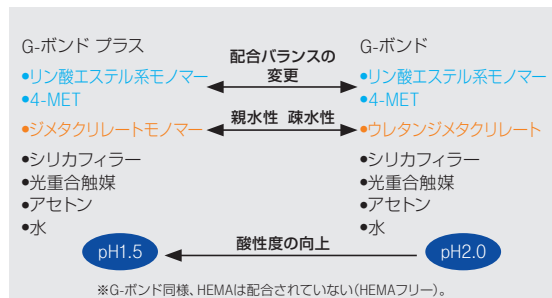 G-ボンド プラス
配合バランスの
変更
G-ボンド
●リン酸エステル系モノマー
●4-MET
●リン酸エステル系モノマー
●4-MET
●ジメタクリレートモノマー
親水性 疎水性
●ウレタンジメタクリレート
●シリカフィラー
●光重合触媒
●アセトン
●水
●シリカフィラー
●光重合触媒
●アセトン
●水
pH1.5
酸性度の向上
pH2.0
※G-ボンド同様、HEMAは配合されていない(HEMAフリー)。